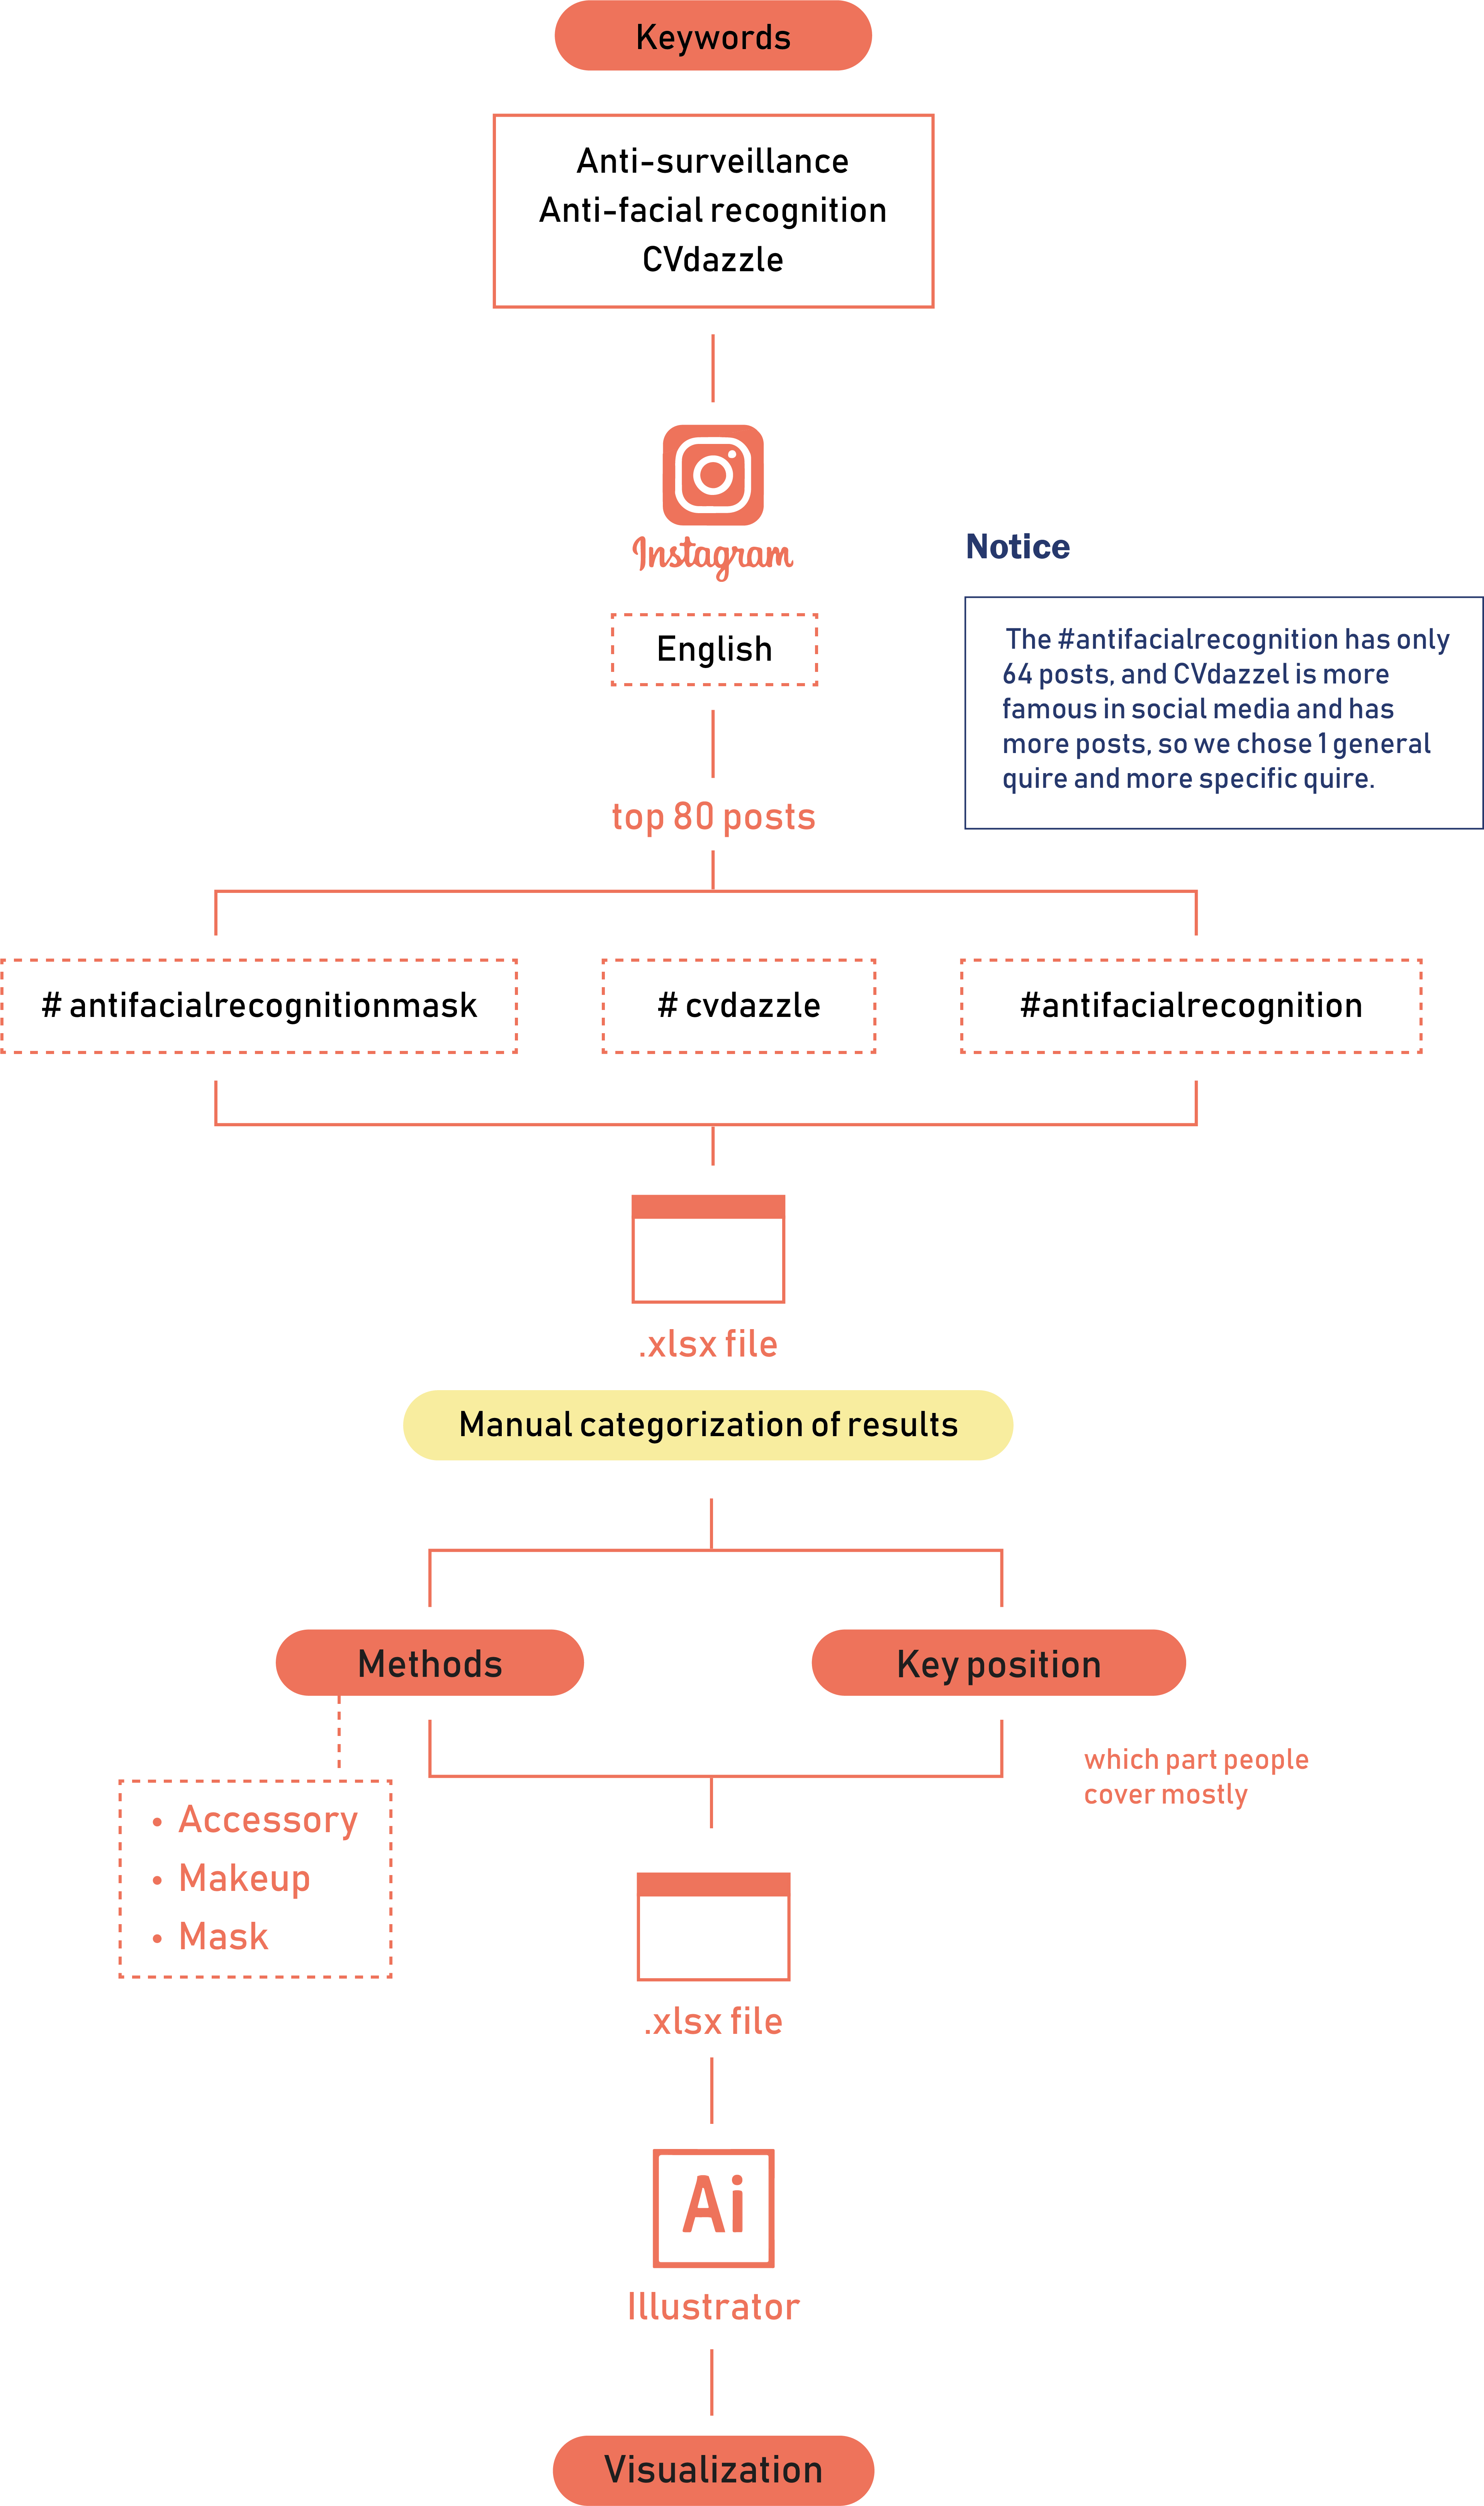 Keywords
Anti-surveillance
Anti-facial recognition
CVdazzle
Instagram
English
Notice
The #antifacialrecognition has only
64 posts, and CVdazzel is more
famous in social media and has
more posts, so we chose 1 general
quire and more specific quire.
top 80 posts
# antifacialrecognitionmask
# cvdazzle
#antifacialrecognition
.xlsx file
Manual categorization of results
Methods
Key position
which part people
cover mostly
• Accessory
• Makeup
• Mask
.xlsx file
Ai
Illustrator
Visualization